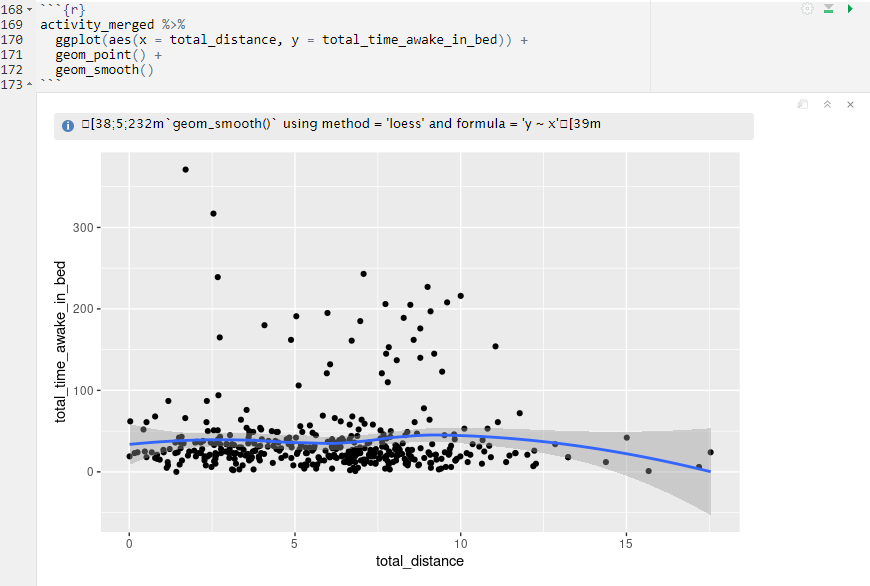 168 ```{r}
169 activity_merged %>%
170   ggplot(aes(x = total_distance, y = total_time_awake_in_bed)) +
171   geom_point() +
172   geom_smooth()
173 ```
□[38;5;232m`geom_smooth()` using method = 'loess' and formula = 'y ~ x'□[39m
300
200
100
0
total_time_awake_in_bed
0 5 10 15
total_distance